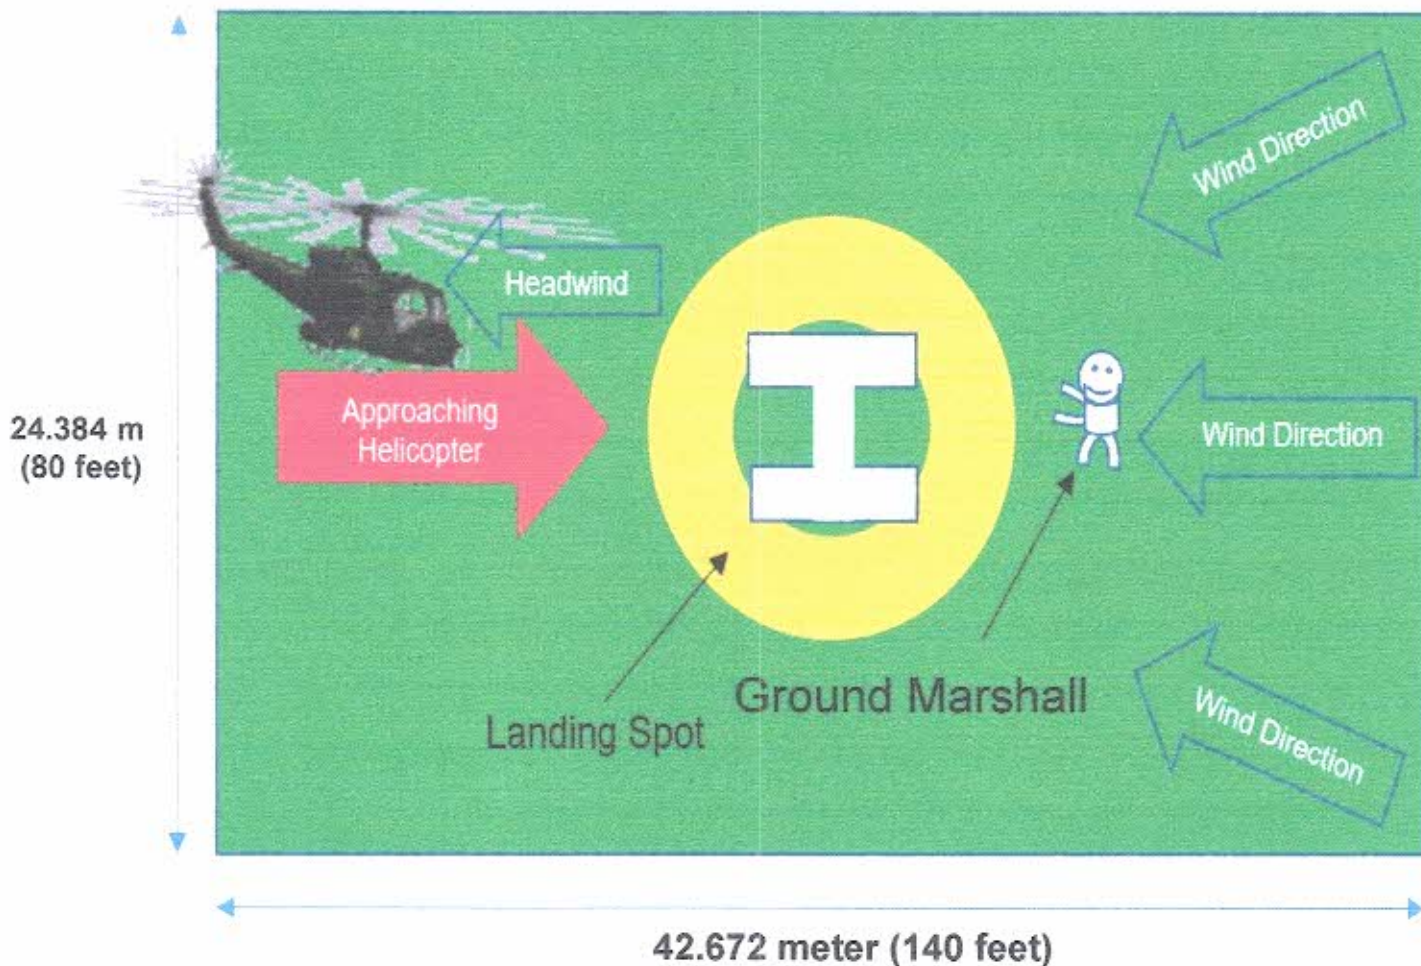 Wind Direction
Headwind
Approaching
Helicopter
Wind Direction
24.384 m
(80 feet)
Ground Marshall
Landing Spot
Wind Direction
42.672 meter (140 feet)